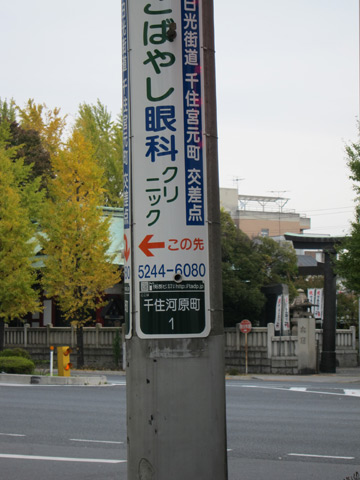 日光街道 千住宮元町 交差点
こばやし眼科クリニック
この先
5244-6080
千住河原町
1